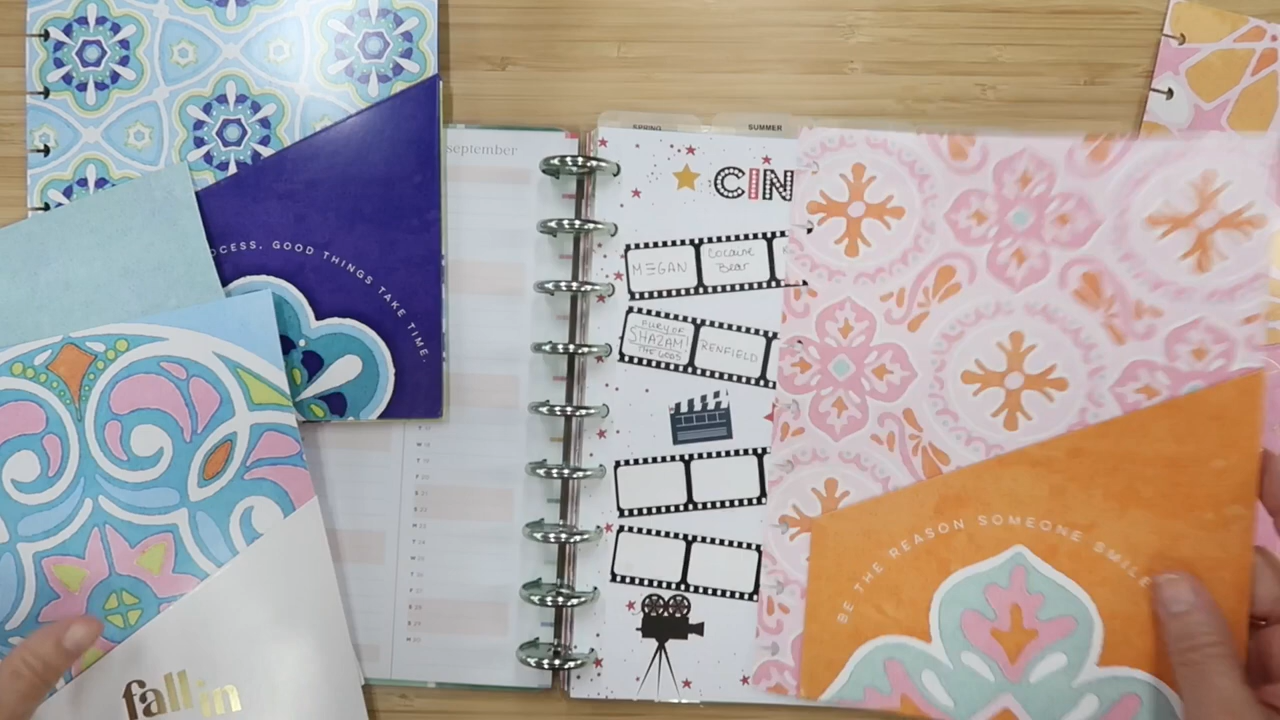 SPRING
SUMMER
september
CIN
MEGAN
Cocaine
Bear
FURY OF
SHAZAM!
THE GODS
RENFIELD
OCESS, GOOD THINGS TAKE TIME.
BE THE REASON SOMEONE SMILE
fall in